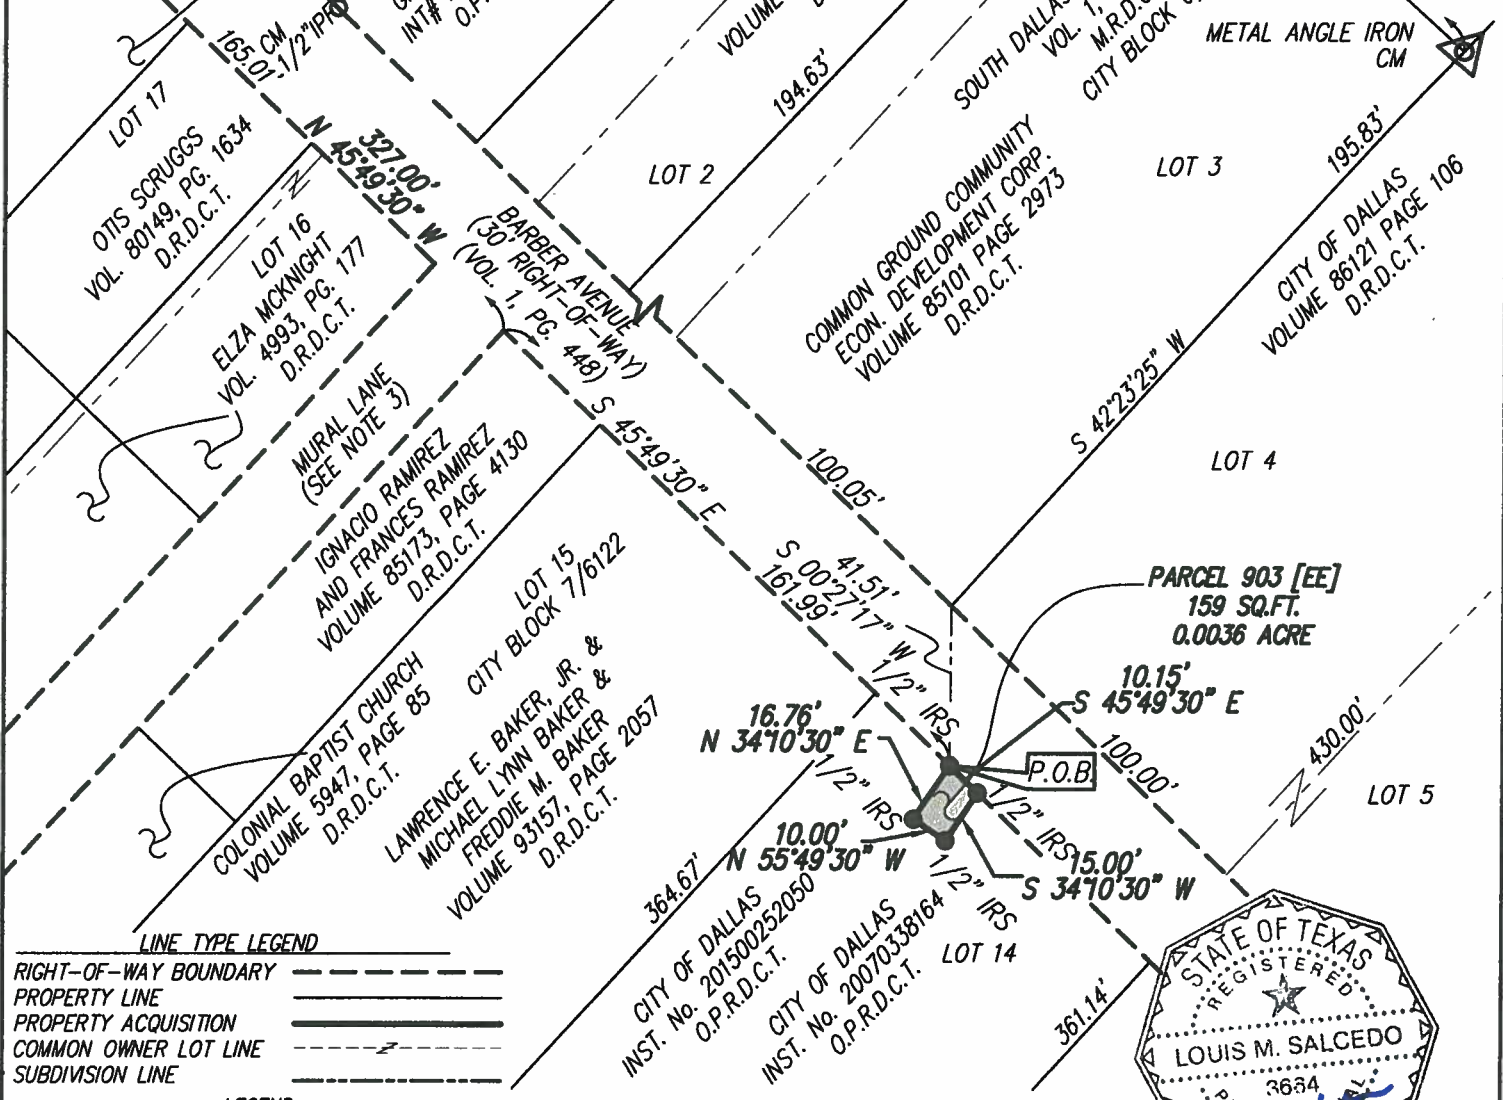 165.01'
CM
1/2" IPF
INT#
VOLUME
194.63'
SOUTH DALLAS
VOL. 1,
M.R.D.
CITY BLOCK
METAL ANGLE IRON
CM
LOT 17
OTIS SCRUGGS
VOL. 80149, PG. 1634
D.R.D.C.T.
N 45°49'30" W
327.00'
LOT 2
LOT 3
195.83'
COMMON GROUND COMMUNITY
ECON. DEVELOPMENT CORP.
VOLUME 85101 PAGE 2973
D.R.D.C.T.
CITY OF DALLAS
VOLUME 86121 PAGE 106
D.R.D.C.T.
LOT 16
ELZA MCKNIGHT
VOL. 4993, PG. 177
D.R.D.C.T.
BARBER AVENUE
(30' RIGHT-OF-WAY)
(VOL. 1, PG. 448)
MURAL LANE
(SEE NOTE 3)
S 42°23'25" W
IGNACIO RAMIREZ
AND FRANCES RAMIREZ
VOLUME 85173, PAGE 4130
D.R.D.C.T.
S 45°49'30" E
100.05'
LOT 4
LOT 15
CITY BLOCK 7/6122
161.99'
41.51'
S 00°27'17" W
PARCEL 903 [EE]
159 SQ.FT.
0.0036 ACRE
COLONIAL BAPTIST CHURCH
VOLUME 5947, PAGE 85
D.R.D.C.T.
LAWRENCE E. BAKER, JR. &
MICHAEL LYNN BAKER &
FREDDIE M. BAKER
VOLUME 93157, PAGE 2057
D.R.D.C.T.
1/2" IRS
10.15'
S 45°49'30" E
16.76'
N 34°10'30" E
1/2" IRS
P.O.B.
100.00'
430.00'
LOT 5
1/2" IRS
10.00'
N 55°49'30" W
15.00'
S 34°10'30" W
1/2" IRS
364.67'
CITY OF DALLAS
INST. No. 201500252050
O.P.R.D.C.T.
CITY OF DALLAS
INST. No. 20070338164
O.P.R.D.C.T.
LOT 14
361.14'
LINE TYPE LEGEND
RIGHT-OF-WAY BOUNDARY
PROPERTY LINE
PROPERTY ACQUISITION
COMMON OWNER LOT LINE
SUBDIVISION LINE
STATE OF TEXAS
REGISTERED
LOUIS M. SALCEDO
3664